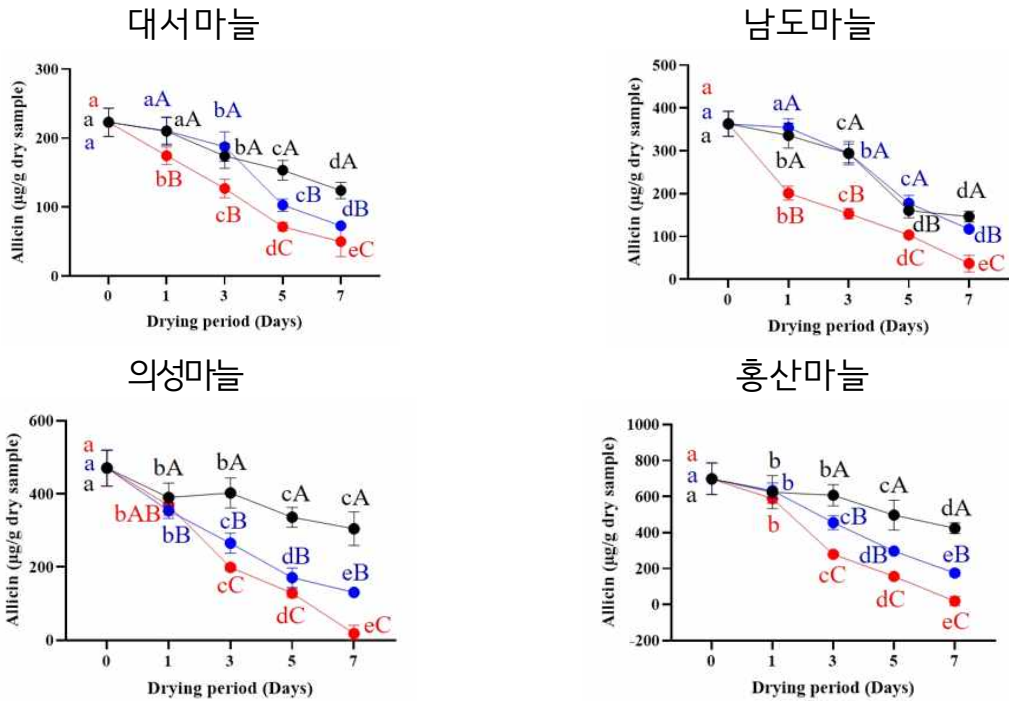 대서마늘
300
200
100
0
Allicin (µg/g dry sample)
a
a
a
aA
aA
bB
bA
bA
cB
cA
cB
dC
dA
dB
eC
0 1 3 5 7
Drying period (Days)
남도마늘
500
400
300
200
100
0
Allicin (µg/g dry sample)
a
a
a
aA
bA
bB
cA
bA
cB
cA
dB
dC
dA
dB
eC
0 1 3 5 7
Drying period (Days)
의성마늘
600
400
200
0
Allicin (µg/g dry sample)
a
a
a
bA
bAB
bB
bA
cB
cC
cA
dB
dC
cA
eB
eC
0 1 3 5 7
Drying period (Days)
홍산마늘
1000
800
600
400
200
0
-200
Allicin (µg/g dry sample)
a
a
a
b
b
b
bA
cB
cC
cA
dB
dC
dA
eB
eC
0 1 3 5 7
Drying period (Days)